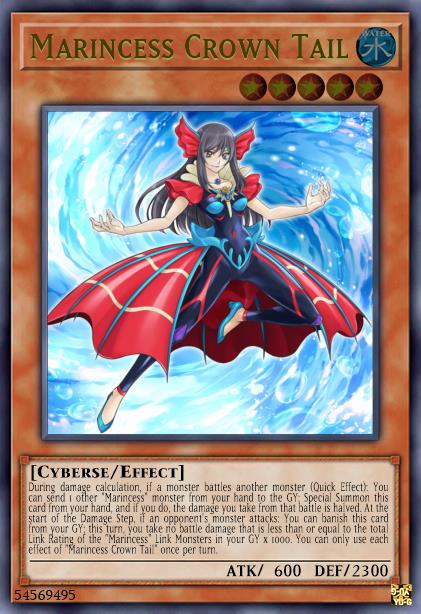 Marincess Crown Tail
WATER
水
[Cyberse/Effect]
During damage calculation, if a monster battles another monster (Quick Effect): You
can send 1 other "Marincess" monster from your hand to the GY; Special Summon this
card from your hand, and if you do, the damage you take from that battle is halved. At
the start of the Damage Step, if an opponent's monster attacks: You can banish this card
from your GY; this turn, you take no battle damage that is less than or equal to the total
Link Rating of the "Marincess" Link Monsters in your GY x 1000. You can only use each
effect of "Marincess Crown Tail" once per turn.
ATK/ 600 DEF/2300
54569495